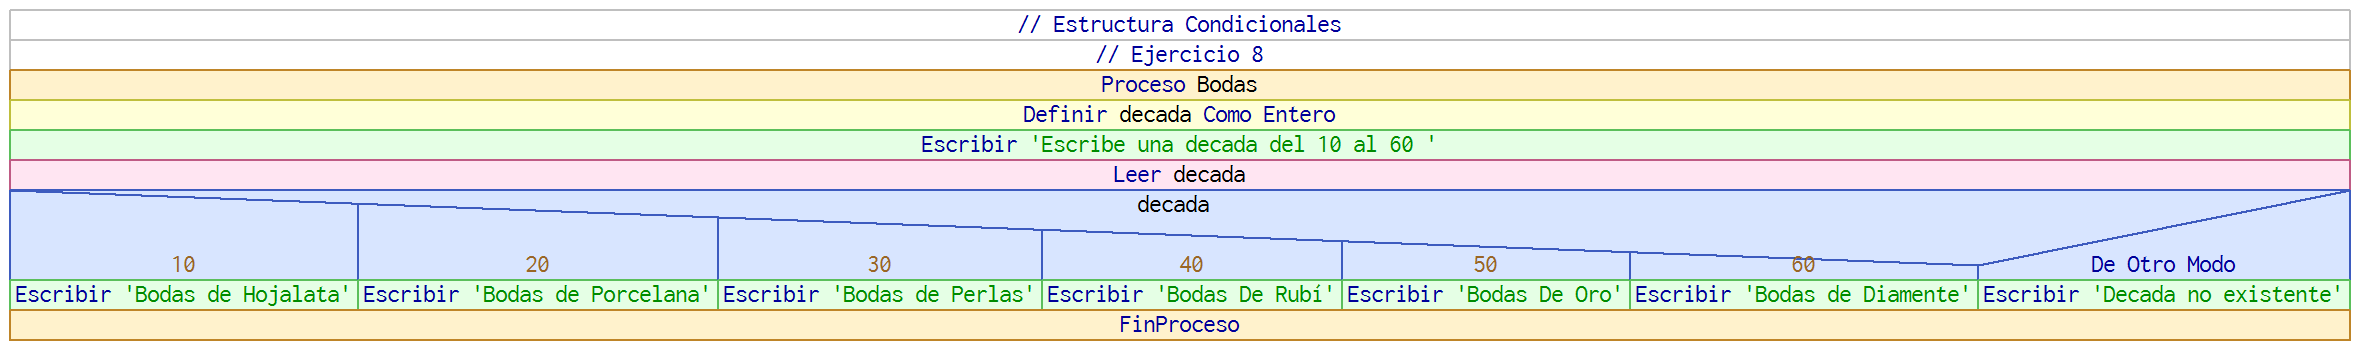 // Estructura Condicionales
// Ejercicio 8
Proceso Bodas
Definir decada Como Entero
Escribir 'Escribe una decada del 10 al 60 '
Leer decada
decada
10 20 30 40 50 60 De Otro Modo
Escribir 'Bodas de Hojalata' Escribir 'Bodas de Porcelana' Escribir 'Bodas de Perlas' Escribir 'Bodas De Rubí' Escribir 'Bodas De Oro' Escribir 'Bodas de Diamente' Escribir 'Decada no existente'
FinProceso